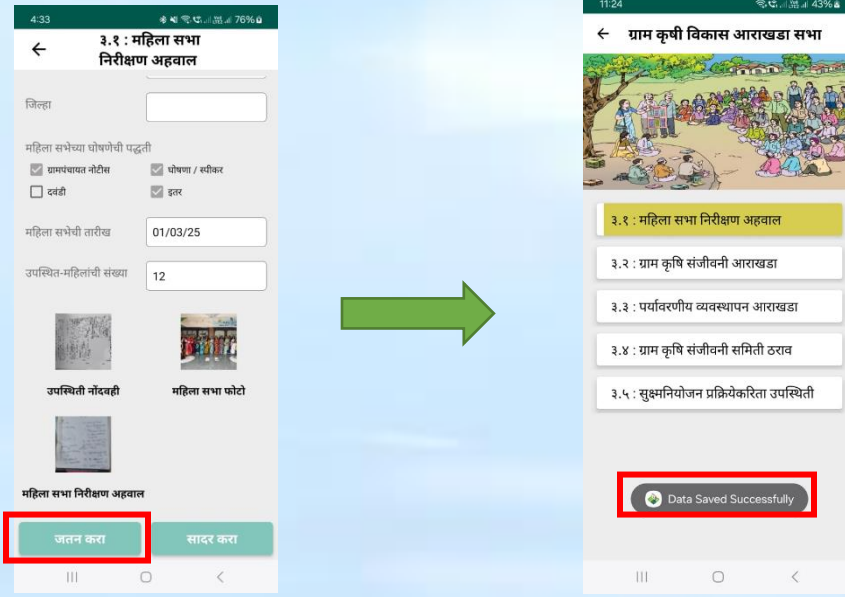 4:33
76%
३.१ : महिला सभा
निरीक्षण अहवाल
जिल्हा
महिला सभेच्या घोषणेची पद्धती
ग्रामपंचायत नोटीस
घोषणा / स्पीकर
दवंडी
इतर
महिला सभेची तारीख
01/03/25
उपस्थित-महिलांची संख्या
12
उपस्थिती नोंदवही
महिला सभा फोटो
महिला सभा निरीक्षण अहवाल
जतन करा
सादर करा
11:24
43%
ग्राम कृषी विकास आराखडा सभा
३.१ : महिला सभा निरीक्षण अहवाल
३.२ : ग्राम कृषि संजीवनी आराखडा
३.३ : पर्यावरणीय व्यवस्थापन आराखडा
३.४ : ग्राम कृषि संजीवनी समिती ठराव
३.५ : सुक्ष्मनियोजन प्रक्रियेकरिता उपस्थिती
Data Saved Successfully